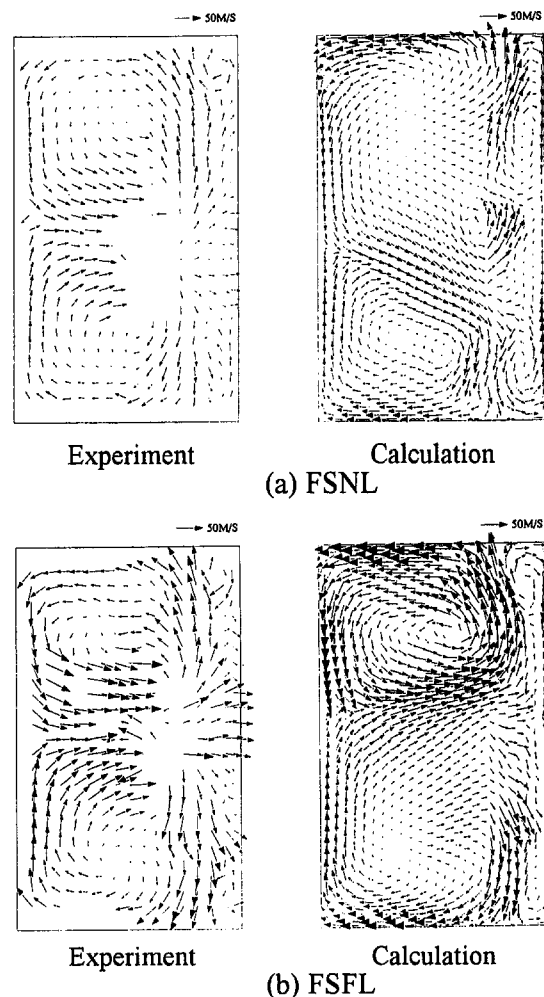 50M/S
50M/S
Experiment
Calculation
(a) FSNL
50M/S
50M/S
Experiment
Calculation
(b) FSFL